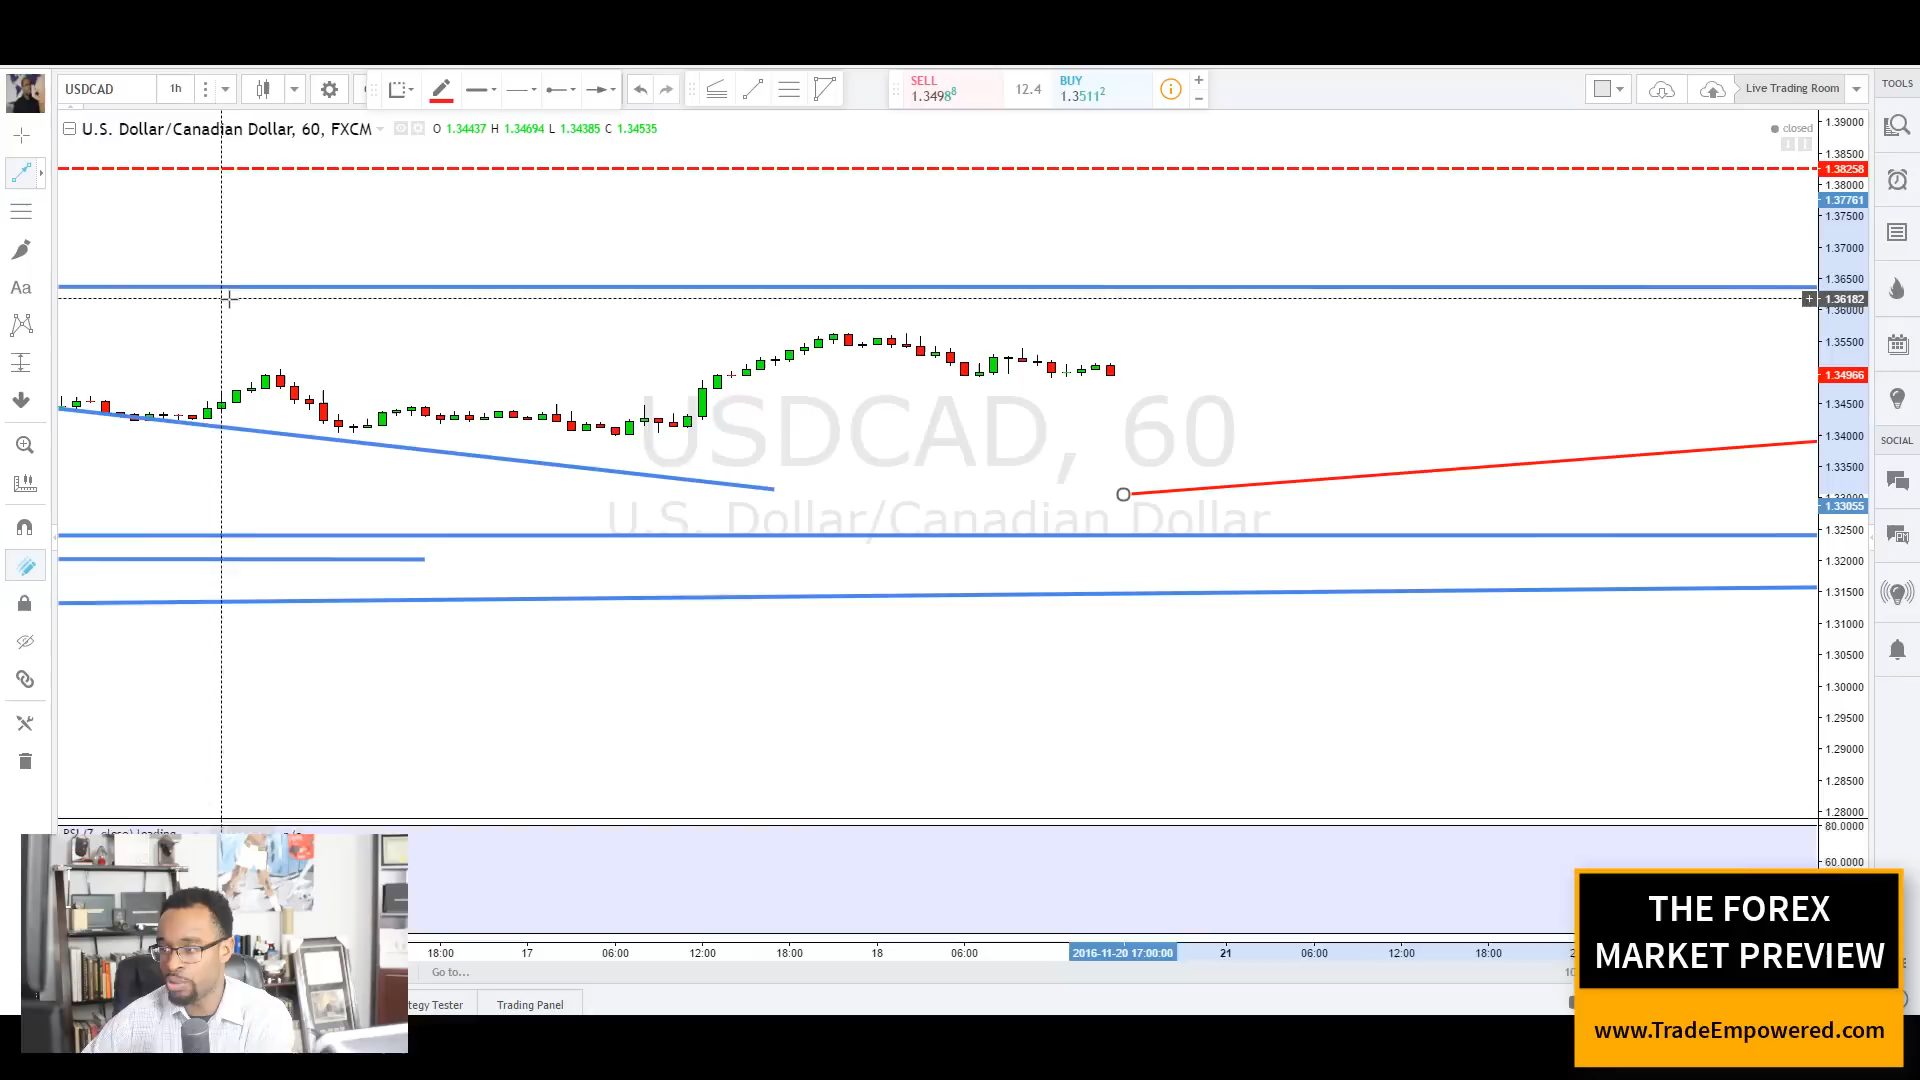 USDCAD 1h
SELL
1.34988
12.4
BUY
1.35112
Live Trading Room
TOOLS
U.S. Dollar/Canadian Dollar, 60, FXCM O 1.34437 H 1.34694 L 1.34385 C 1.34535
closed
1.39000
1.38500
1.38258
1.38000
1.37761
1.37500
1.37000
1.36500
1.36182
1.36000
1.35500
1.34966
1.34500
1.34000
1.33500
1.33055
1.32500
1.32000
1.31500
1.31000
1.30500
1.30000
1.29500
1.29000
1.28500
1.28000
80.0000
60.0000
SOCIAL
Aa
USDCAD, 60
U.S. Dollar/Canadian Dollar
18:00 17 06:00 12:00 18:00 18 06:00 2016-11-20 17:00:00 21 06:00 12:00 18:00
Go to...
tegy Tester Trading Panel
THE FOREX
MARKET PREVIEW
www.TradeEmpowered.com